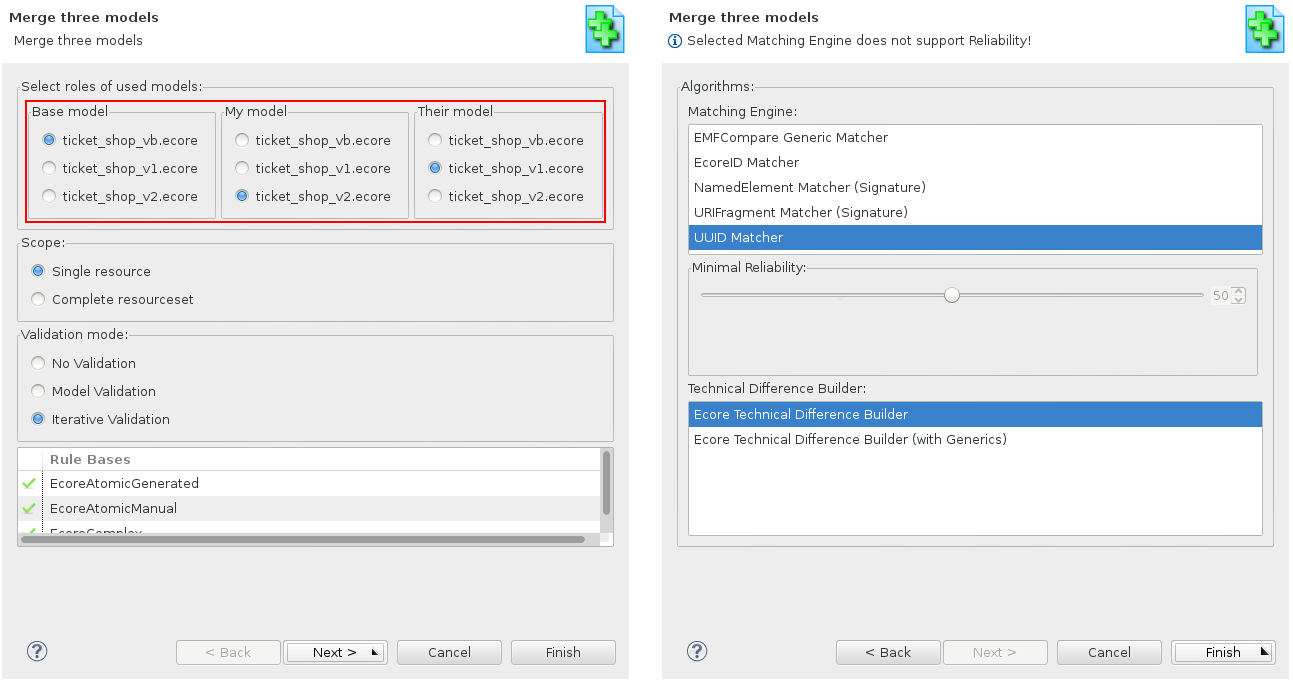 Merge three models
Merge three models
Select roles of used models:
Base model
ticket_shop_vb.ecore
ticket_shop_v1.ecore
ticket_shop_v2.ecore
My model
ticket_shop_vb.ecore
ticket_shop_v1.ecore
ticket_shop_v2.ecore
Their model
ticket_shop_vb.ecore
ticket_shop_v1.ecore
ticket_shop_v2.ecore
Scope:
Single resource
Complete resourceset
Validation mode:
No Validation
Model Validation
Iterative Validation
Rule Bases
EcoreAtomicGenerated
EcoreAtomicManual
EcoreComplex
?
< Back
Next >
Cancel
Finish
Merge three models
Selected Matching Engine does not support Reliability!
Algorithms:
Matching Engine:
EMFCompare Generic Matcher
EcoreID Matcher
NamedElement Matcher (Signature)
URIFragment Matcher (Signature)
UUID Matcher
Minimal Reliability:
50
Technical Difference Builder:
Ecore Technical Difference Builder
Ecore Technical Difference Builder (with Generics)
?
< Back
Next >
Cancel
Finish